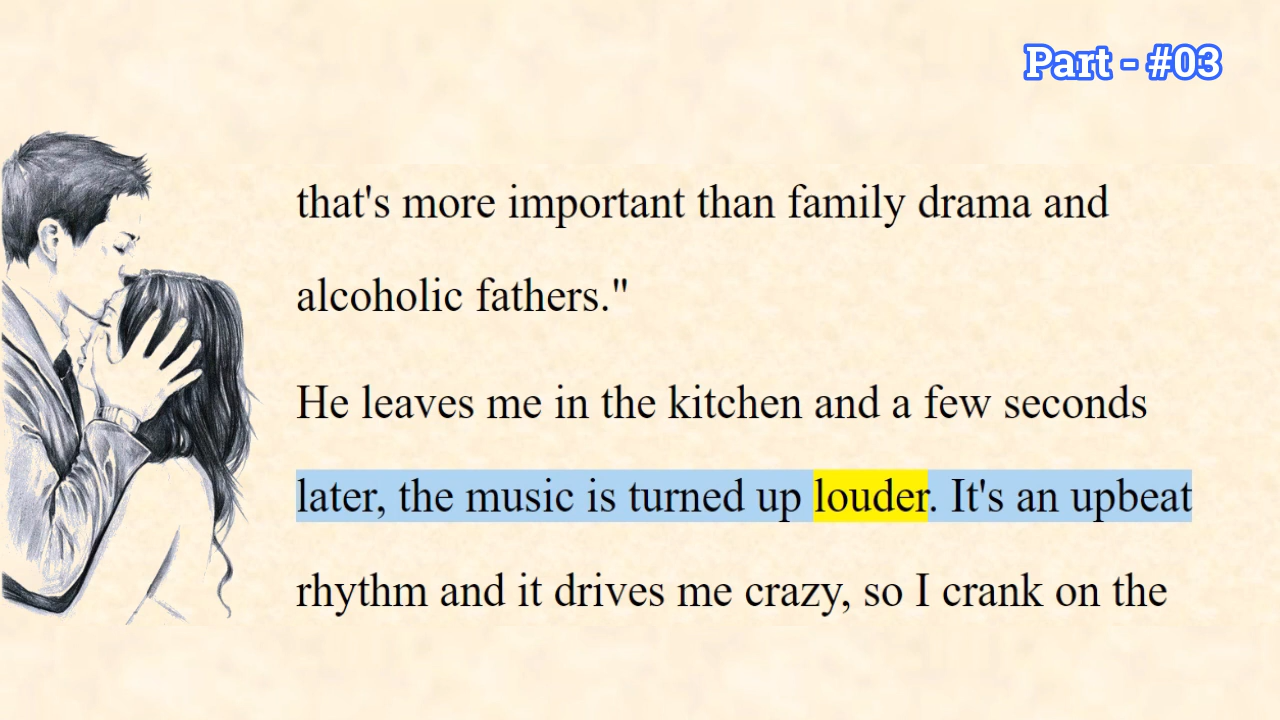 Part - #03
that's more important than family drama and
alcoholic fathers."
He leaves me in the kitchen and a few seconds
later, the music is turned up louder. It's an upbeat
rhythm and it drives me crazy, so I crank on the